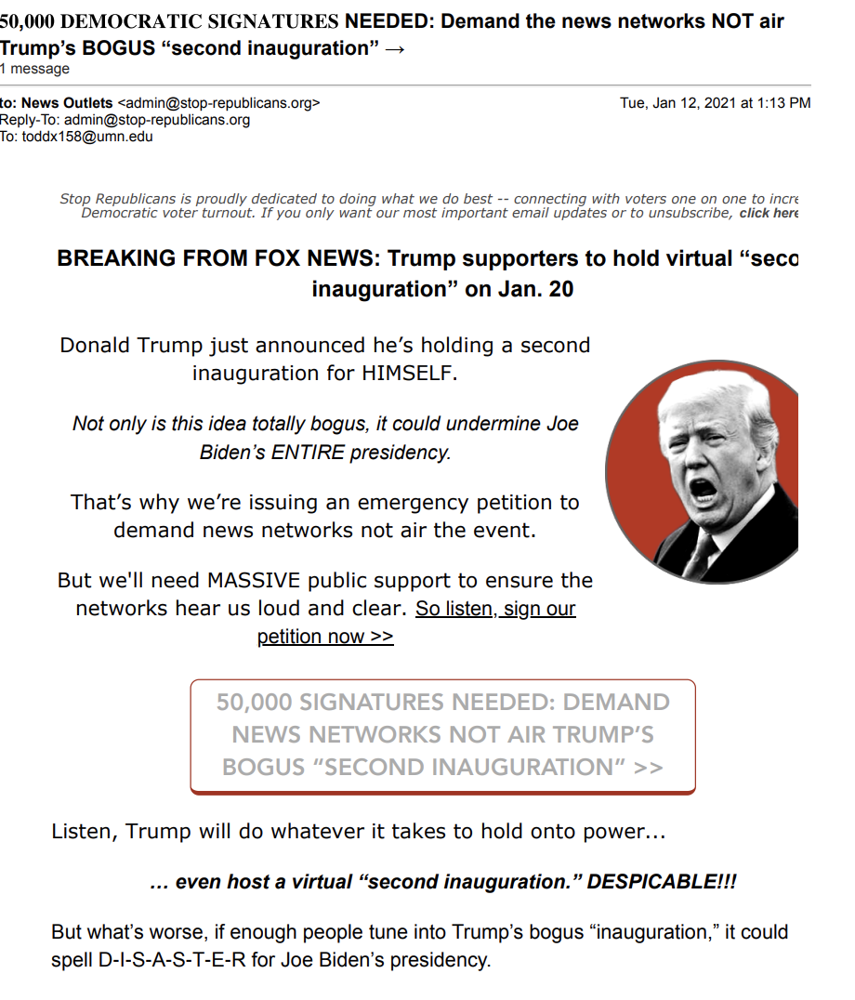 50,000 DEMOCRATIC SIGNATURES NEEDED: Demand the news networks NOT air
Trump’s BOGUS “second inauguration” →
1 message
to: News Outlets <admin@stop-republicans.org>
Tue, Jan 12, 2021 at 1:13 PM
Reply-To: admin@stop-republicans.org
To: toddx158@umn.edu
Stop Republicans is proudly dedicated to doing what we do best -- connecting with voters one on one to incre
Democratic voter turnout. If you only want our most important email updates or to unsubscribe, click here
BREAKING FROM FOX NEWS: Trump supporters to hold virtual “seco
inauguration” on Jan. 20
Donald Trump just announced he’s holding a second
inauguration for HIMSELF.
Not only is this idea totally bogus, it could undermine Joe
Biden’s ENTIRE presidency.
That’s why we’re issuing an emergency petition to
demand news networks not air the event.
But we'll need MASSIVE public support to ensure the
networks hear us loud and clear. So listen, sign our
petition now >>
50,000 SIGNATURES NEEDED: DEMAND
NEWS NETWORKS NOT AIR TRUMP’S
BOGUS “SECOND INAUGURATION” >>
Listen, Trump will do whatever it takes to hold onto power…
… even host a virtual “second inauguration.” DESPICABLE!!!
But what’s worse, if enough people tune into Trump’s bogus “inauguration,” it could
spell D-I-S-A-S-T-E-R for Joe Biden’s presidency.